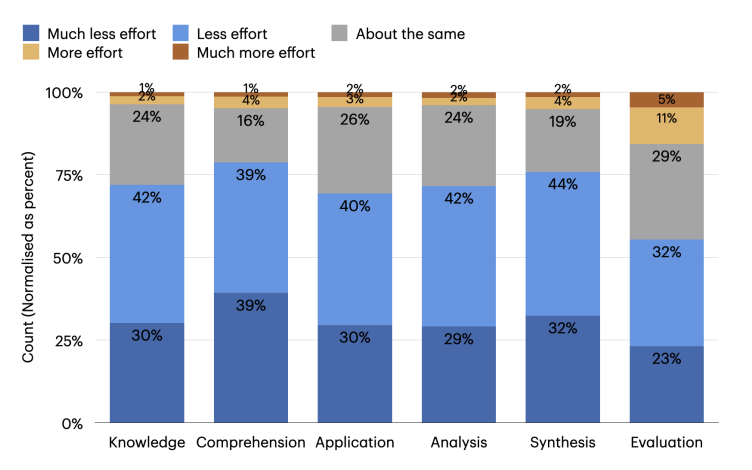 Much less effort Less effort About the same
More effort Much more effort
Count (Normalised as percent)
100% 1% 1% 2% 2% 2%
2% 4% 3% 2% 4% 5%
24% 16% 26% 24% 19% 11%
29%
75% 39%
42% 40% 42% 44%
50% 32%
39%
25% 30% 30% 29% 32%
23%
0%
Knowledge Comprehension Application Analysis Synthesis Evaluation